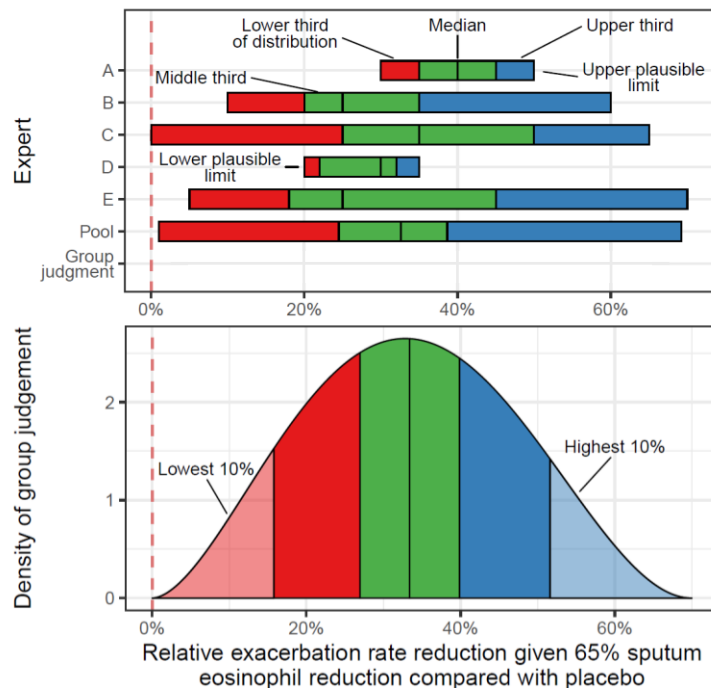 Lower third
of distribution
Median
Upper third
A
Upper plausible
limit
Middle third
B
C
D
Lower plausible
limit
E
Pool
Group
judgment
Expert
0%
20%
40%
60%
2
1
0
Lowest 10%
Highest 10%
Density of group judgement
0%
20%
40%
60%
Relative exacerbation rate reduction given 65% sputum
eosinophil reduction compared with placebo